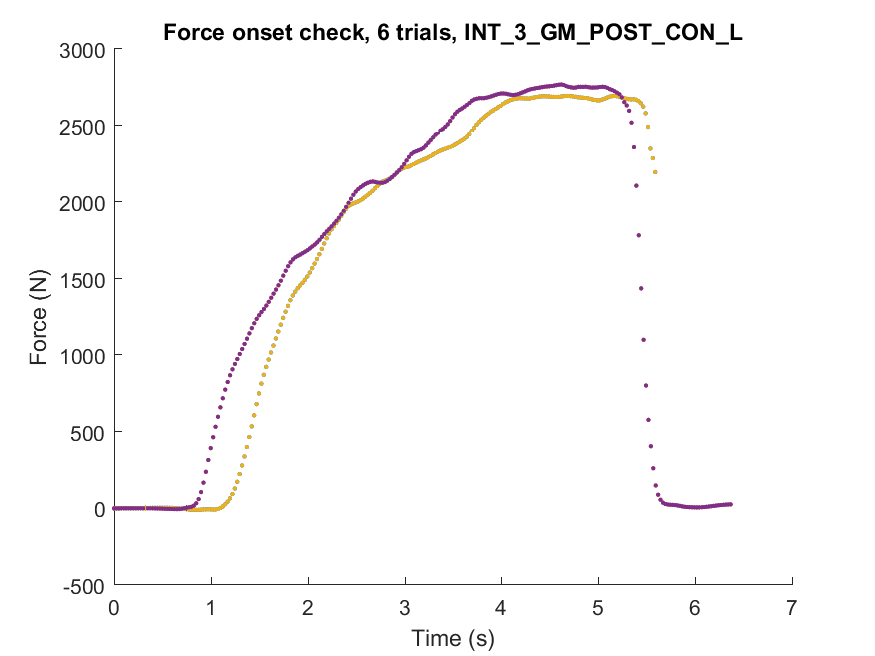 Force onset check, 6 trials, INT_3_GM_POST_CON_L
3000
2500
2000
1500
1000
500
0
-500
Force (N)
0 1 2 3 4 5 6 7
Time (s)